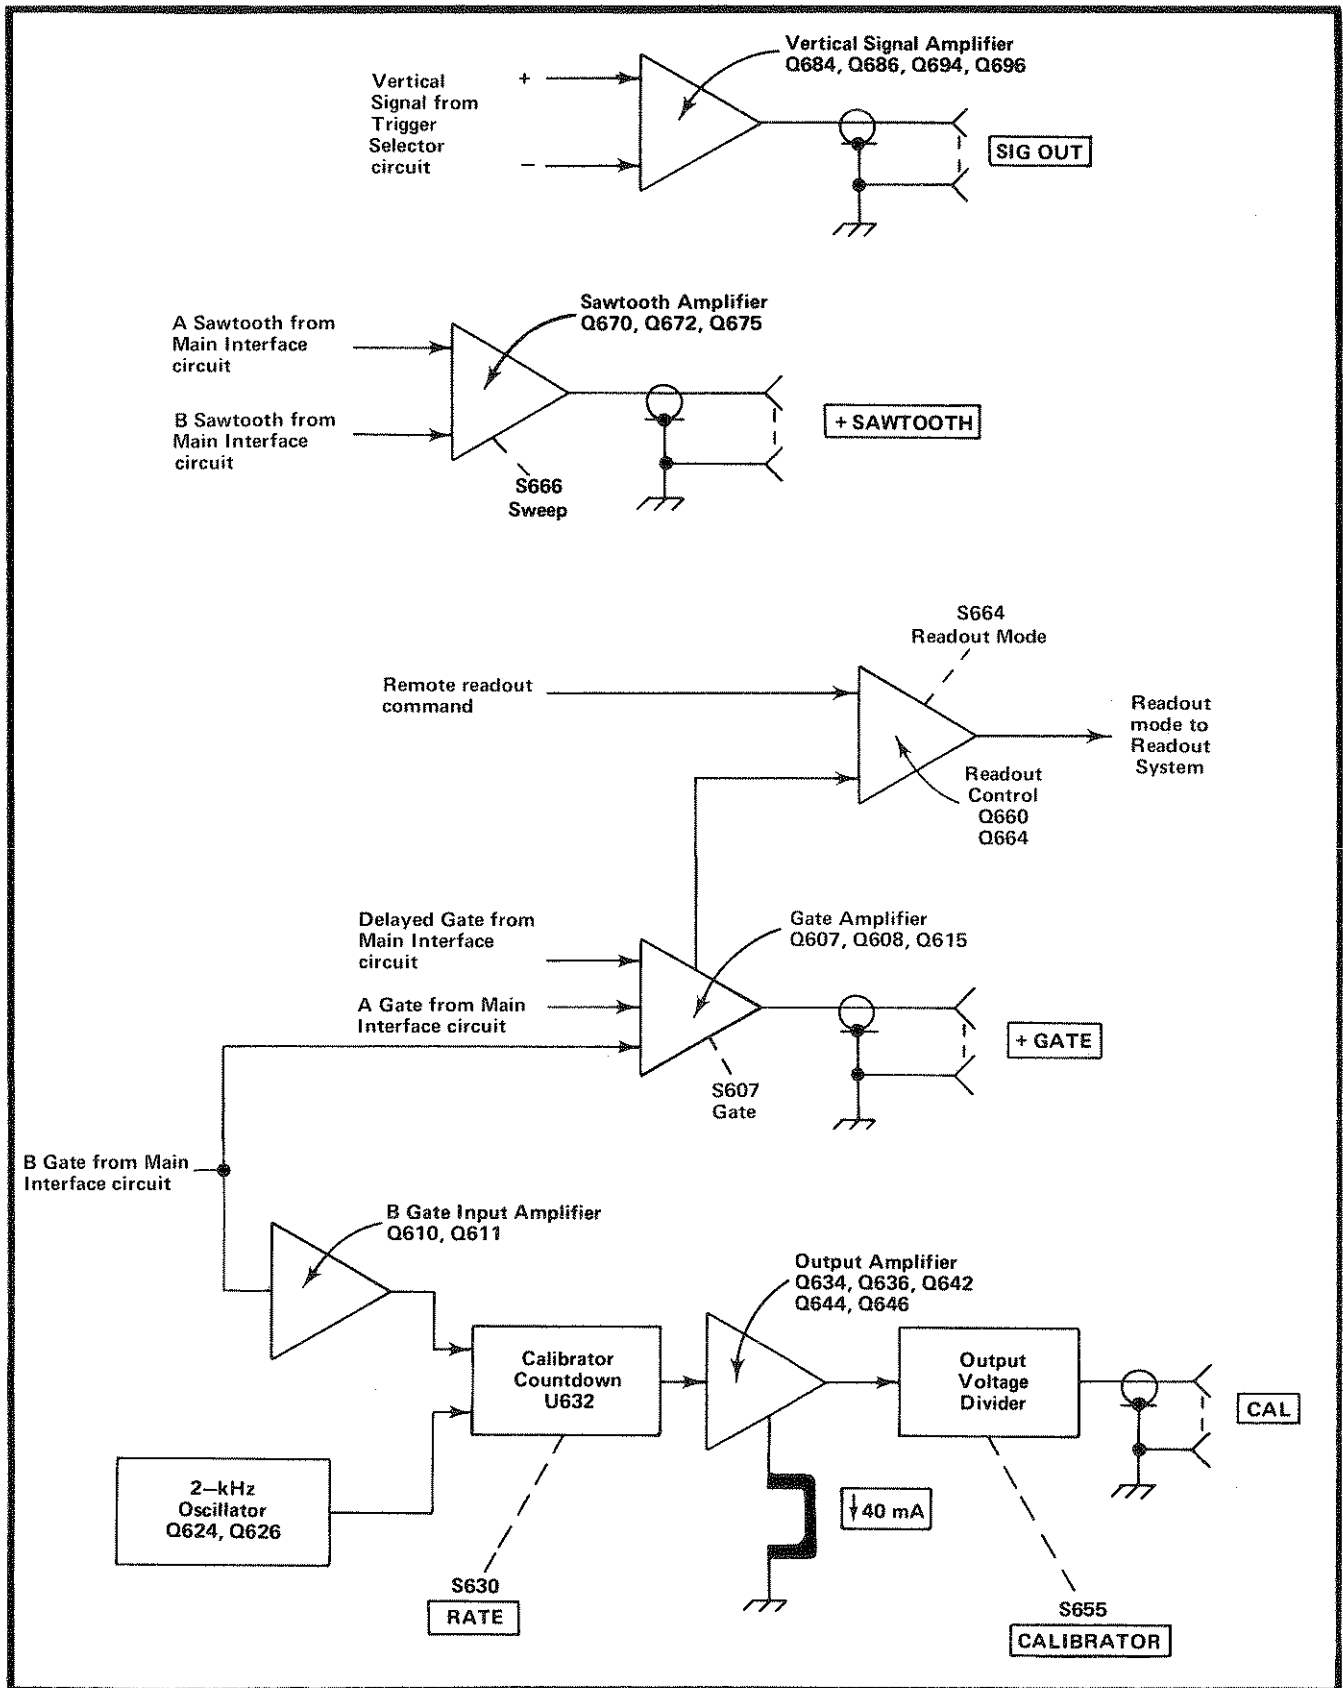 Vertical Signal Amplifier
Q684, Q686, Q694, Q696
Vertical
Signal from
Trigger
Selector
circuit
+
−
SIG OUT
Sawtooth Amplifier
Q670, Q672, Q675
A Sawtooth from
Main Interface
circuit
B Sawtooth from
Main Interface
circuit
+ SAWTOOTH
S666
Sweep
S664
Readout Mode
Remote readout
command
Readout
mode to
Readout
System
Readout
Control
Q660
Q664
Delayed Gate from
Main Interface
circuit
Gate Amplifier
Q607, Q608, Q615
A Gate from Main
Interface circuit
+ GATE
S607
Gate
B Gate from Main
Interface circuit
B Gate Input Amplifier
Q610, Q611
Output Amplifier
Q634, Q636, Q642
Q644, Q646
Calibrator
Countdown
U632
Output
Voltage
Divider
CAL
2–kHz
Oscillator
Q624, Q626
↓40 mA
S630
RATE
S655
CALIBRATOR